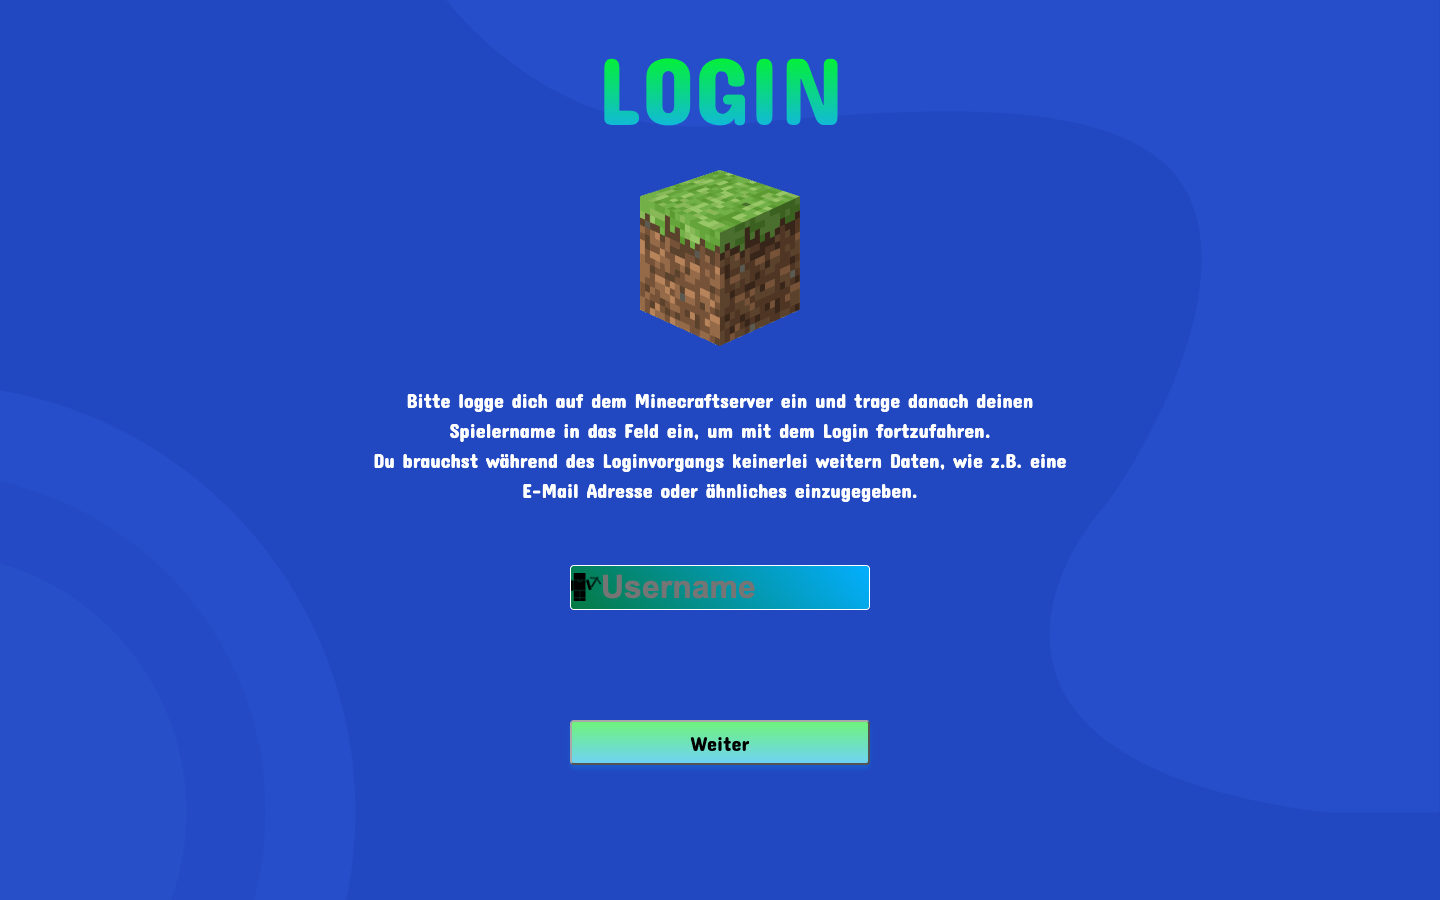 LOGIN
Bitte logge dich auf dem Minecraftserver ein und trage danach deinen
Spielername in das Feld ein, um mit dem Login fortzufahren.
Du brauchst während des Loginvorgangs keinerlei weitern Daten, wie z.B. eine
E-Mail Adresse oder ähnliches einzugegeben.
Username
Weiter